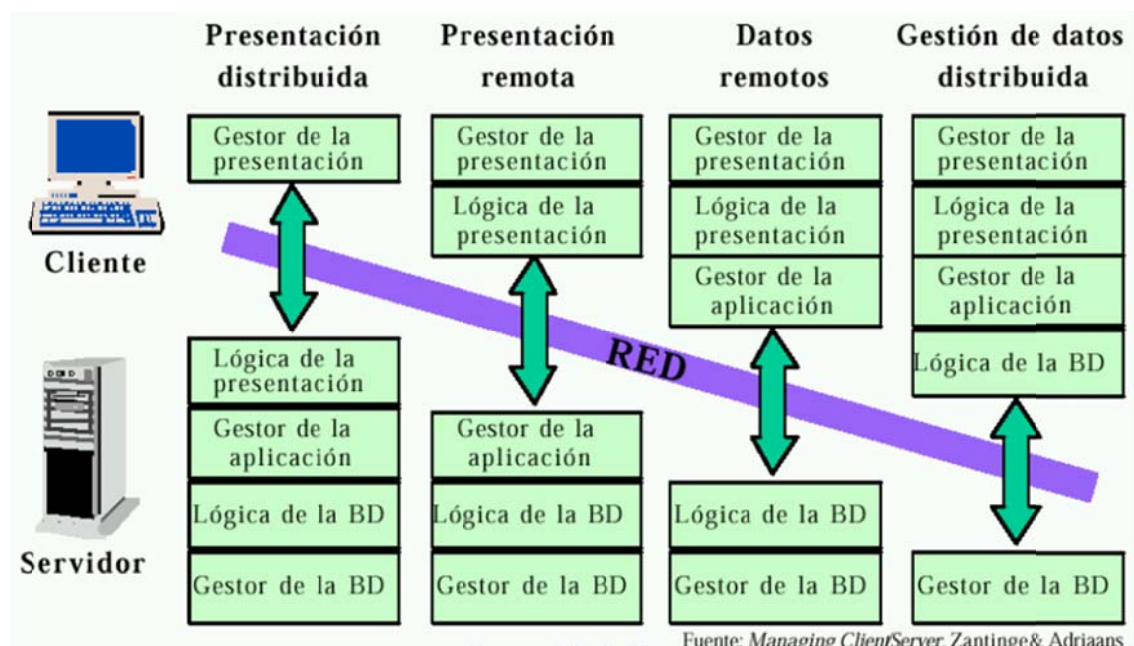 Presentación
distribuida
Presentación
remota
Datos
remotos
Gestión de datos
distribuida
Cliente
Gestor de la
presentación
Gestor de la
presentación
Lógica de la
presentación
Gestor de la
presentación
Lógica de la
presentación
Gestor de la
aplicación
Gestor de la
presentación
Lógica de la
presentación
Gestor de la
aplicación
Lógica de la BD
RED
Servidor
Lógica de la
presentación
Gestor de la
aplicación
Lógica de la BD
Gestor de la BD
Gestor de la
aplicación
Lógica de la BD
Gestor de la BD
Lógica de la BD
Gestor de la BD
Gestor de la BD
Fuente: Managing ClientServer, Zantinge& Adriaans